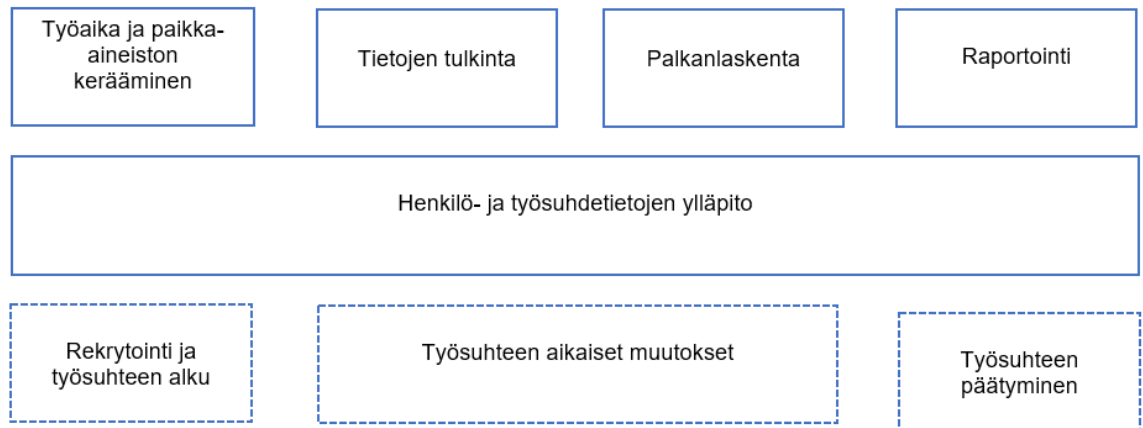 Työaika ja paikka-
aineiston
kerääminen
Tietojen tulkinta
Palkanlaskenta
Raportointi
Henkilö- ja työsuhdetietojen ylläpito
Rekrytointi ja
työsuhteen alku
Työsuhteen aikaiset muutokset
Työsuhteen
päätyminen